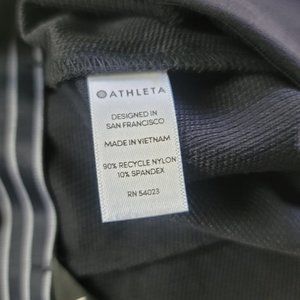 ATHLETA
DESIGNED IN
SAN FRANCISCO
MADE IN VIETNAM
90% RECYCLE NYLON
10% SPANDEX
RN 54023